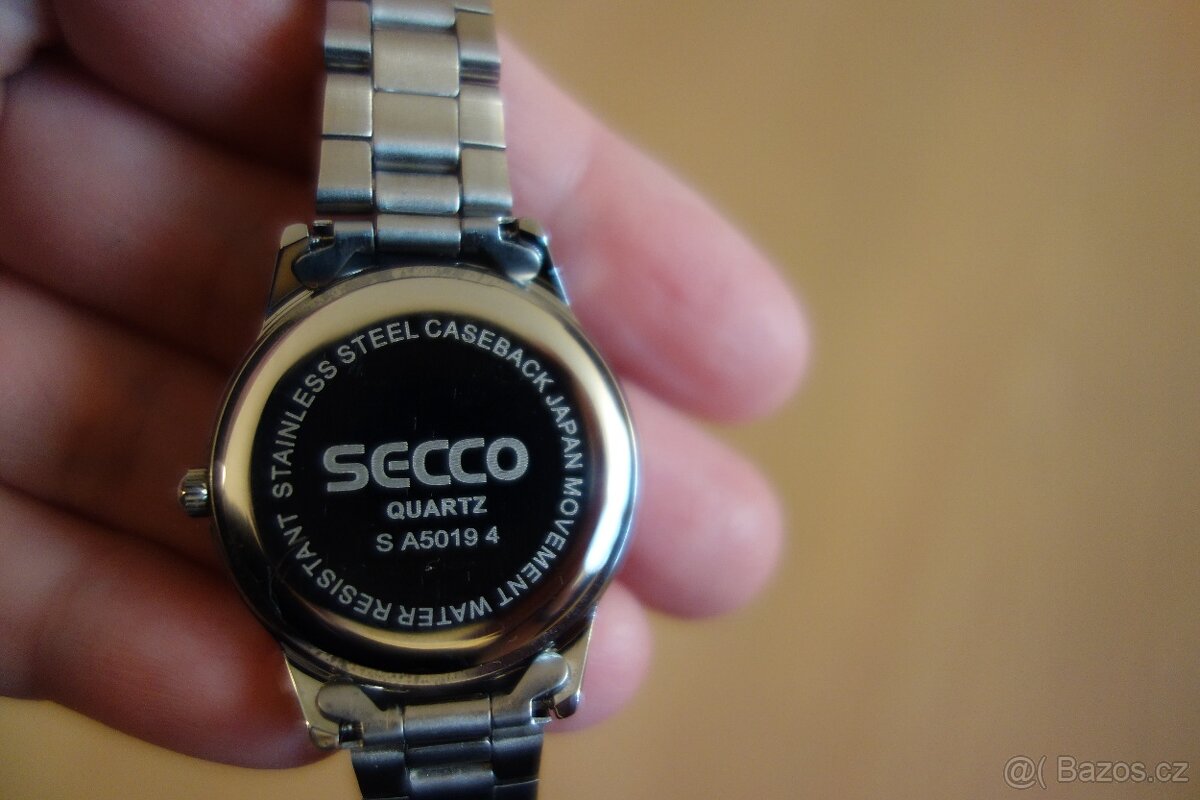 STAINLESS STEEL CASEBACK JAPAN MOVEMENT WATER RESISTANT
SECCO
QUARTZ
S A5019 4
@( Bazos.cz